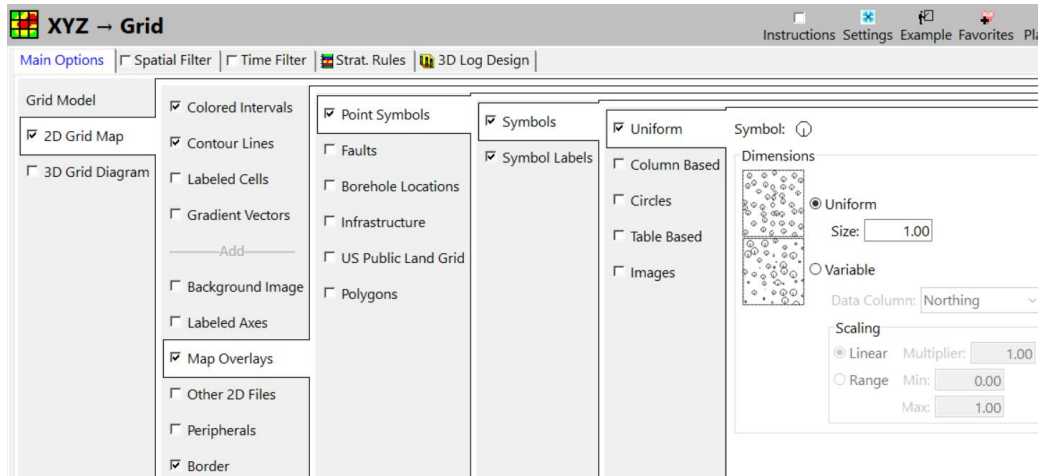 XYZ → Grid
Instructions Settings Example Favorites
Main Options Spatial Filter Time Filter Strat. Rules 3D Log Design
Grid Model
2D Grid Map
3D Grid Diagram
Colored Intervals
Contour Lines
Labeled Cells
Gradient Vectors
Add
Background Image
Labeled Axes
Map Overlays
Other 2D Files
Peripherals
Border
Point Symbols
Faults
Borehole Locations
Infrastructure
US Public Land Grid
Polygons
Symbols
Symbol Labels
Uniform
Column Based
Circles
Table Based
Images
Symbol:
Dimensions
Uniform
Size: 1.00
Variable
Data Column: Northing
Scaling
Linear Multiplier: 1.00
Range Min: 0.00
Max: 1.00